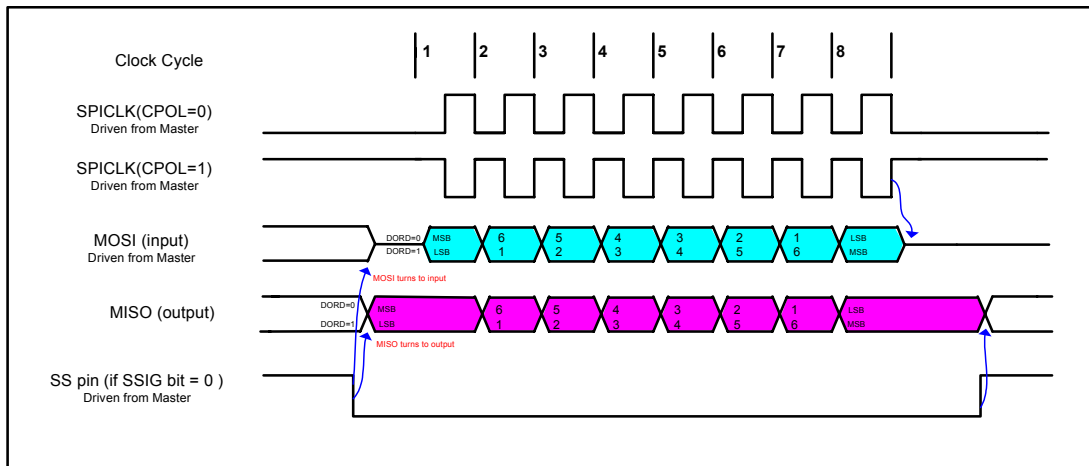 Clock Cycle
1 2 3 4 5 6 7 8
SPICLK(CPOL=0)
Driven from Master
SPICLK(CPOL=1)
Driven from Master
MOSI (input)
Driven from Master
DORD=0 MSB 6 5 4 3 2 1 LSB
DORD=1 LSB 1 2 3 4 5 6 MSB
MOSI turns to input
MISO (output)
DORD=0 MSB 6 5 4 3 2 1 LSB
DORD=1 LSB 1 2 3 4 5 6 MSB
MISO turns to output
SS pin (if SSIG bit = 0 )
Driven from Master